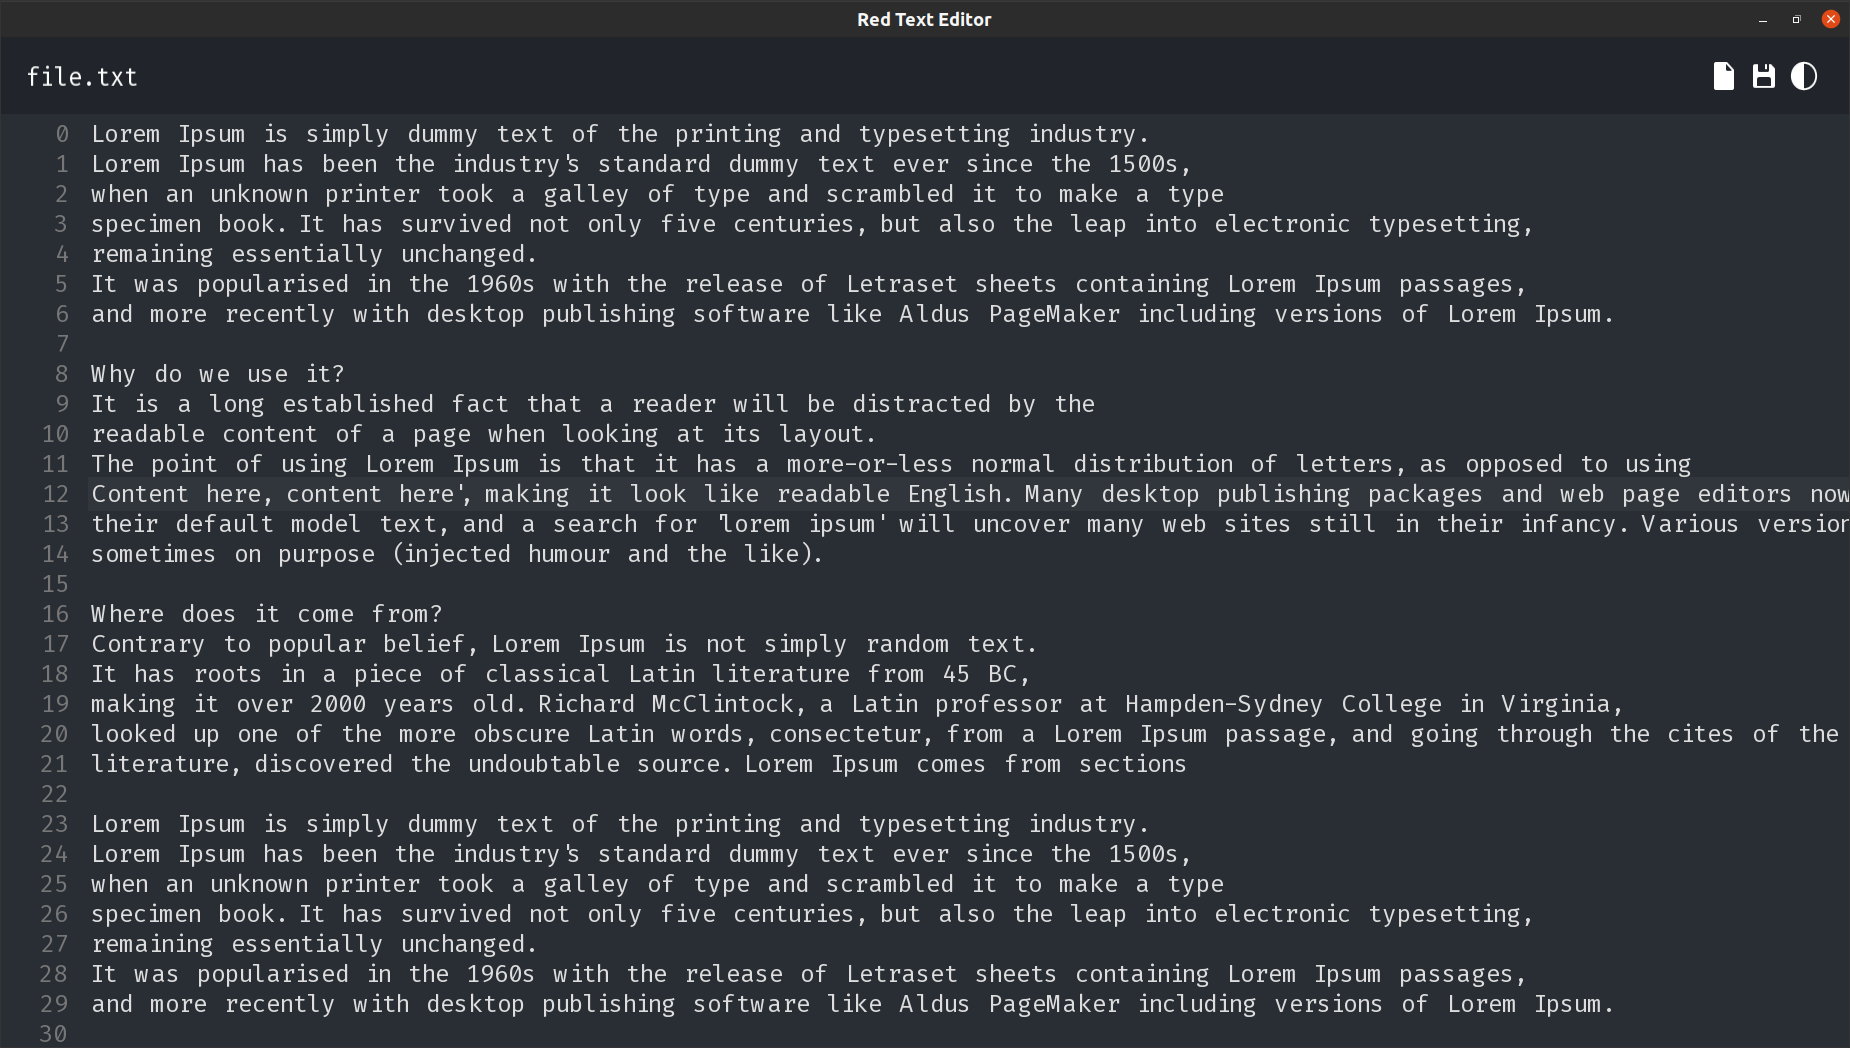 Red Text Editor
file.txt
0 Lorem Ipsum is simply dummy text of the printing and typesetting industry.
1 Lorem Ipsum has been the industry's standard dummy text ever since the 1500s,
2 when an unknown printer took a galley of type and scrambled it to make a type
3 specimen book. It has survived not only five centuries, but also the leap into electronic typesetting,
4 remaining essentially unchanged.
5 It was popularised in the 1960s with the release of Letraset sheets containing Lorem Ipsum passages,
6 and more recently with desktop publishing software like Aldus PageMaker including versions of Lorem Ipsum.
7
8 Why do we use it?
9 It is a long established fact that a reader will be distracted by the
10 readable content of a page when looking at its layout.
11 The point of using Lorem Ipsum is that it has a more-or-less normal distribution of letters, as opposed to using
12 Content here, content here', making it look like readable English. Many desktop publishing packages and web page editors now
13 their default model text, and a search for 'lorem ipsum' will uncover many web sites still in their infancy. Various version
14 sometimes on purpose (injected humour and the like).
15
16 Where does it come from?
17 Contrary to popular belief, Lorem Ipsum is not simply random text.
18 It has roots in a piece of classical Latin literature from 45 BC,
19 making it over 2000 years old. Richard McClintock, a Latin professor at Hampden-Sydney College in Virginia,
20 looked up one of the more obscure Latin words, consectetur, from a Lorem Ipsum passage, and going through the cites of the
21 literature, discovered the undoubtable source. Lorem Ipsum comes from sections
22
23 Lorem Ipsum is simply dummy text of the printing and typesetting industry.
24 Lorem Ipsum has been the industry's standard dummy text ever since the 1500s,
25 when an unknown printer took a galley of type and scrambled it to make a type
26 specimen book. It has survived not only five centuries, but also the leap into electronic typesetting,
27 remaining essentially unchanged.
28 It was popularised in the 1960s with the release of Letraset sheets containing Lorem Ipsum passages,
29 and more recently with desktop publishing software like Aldus PageMaker including versions of Lorem Ipsum.
30